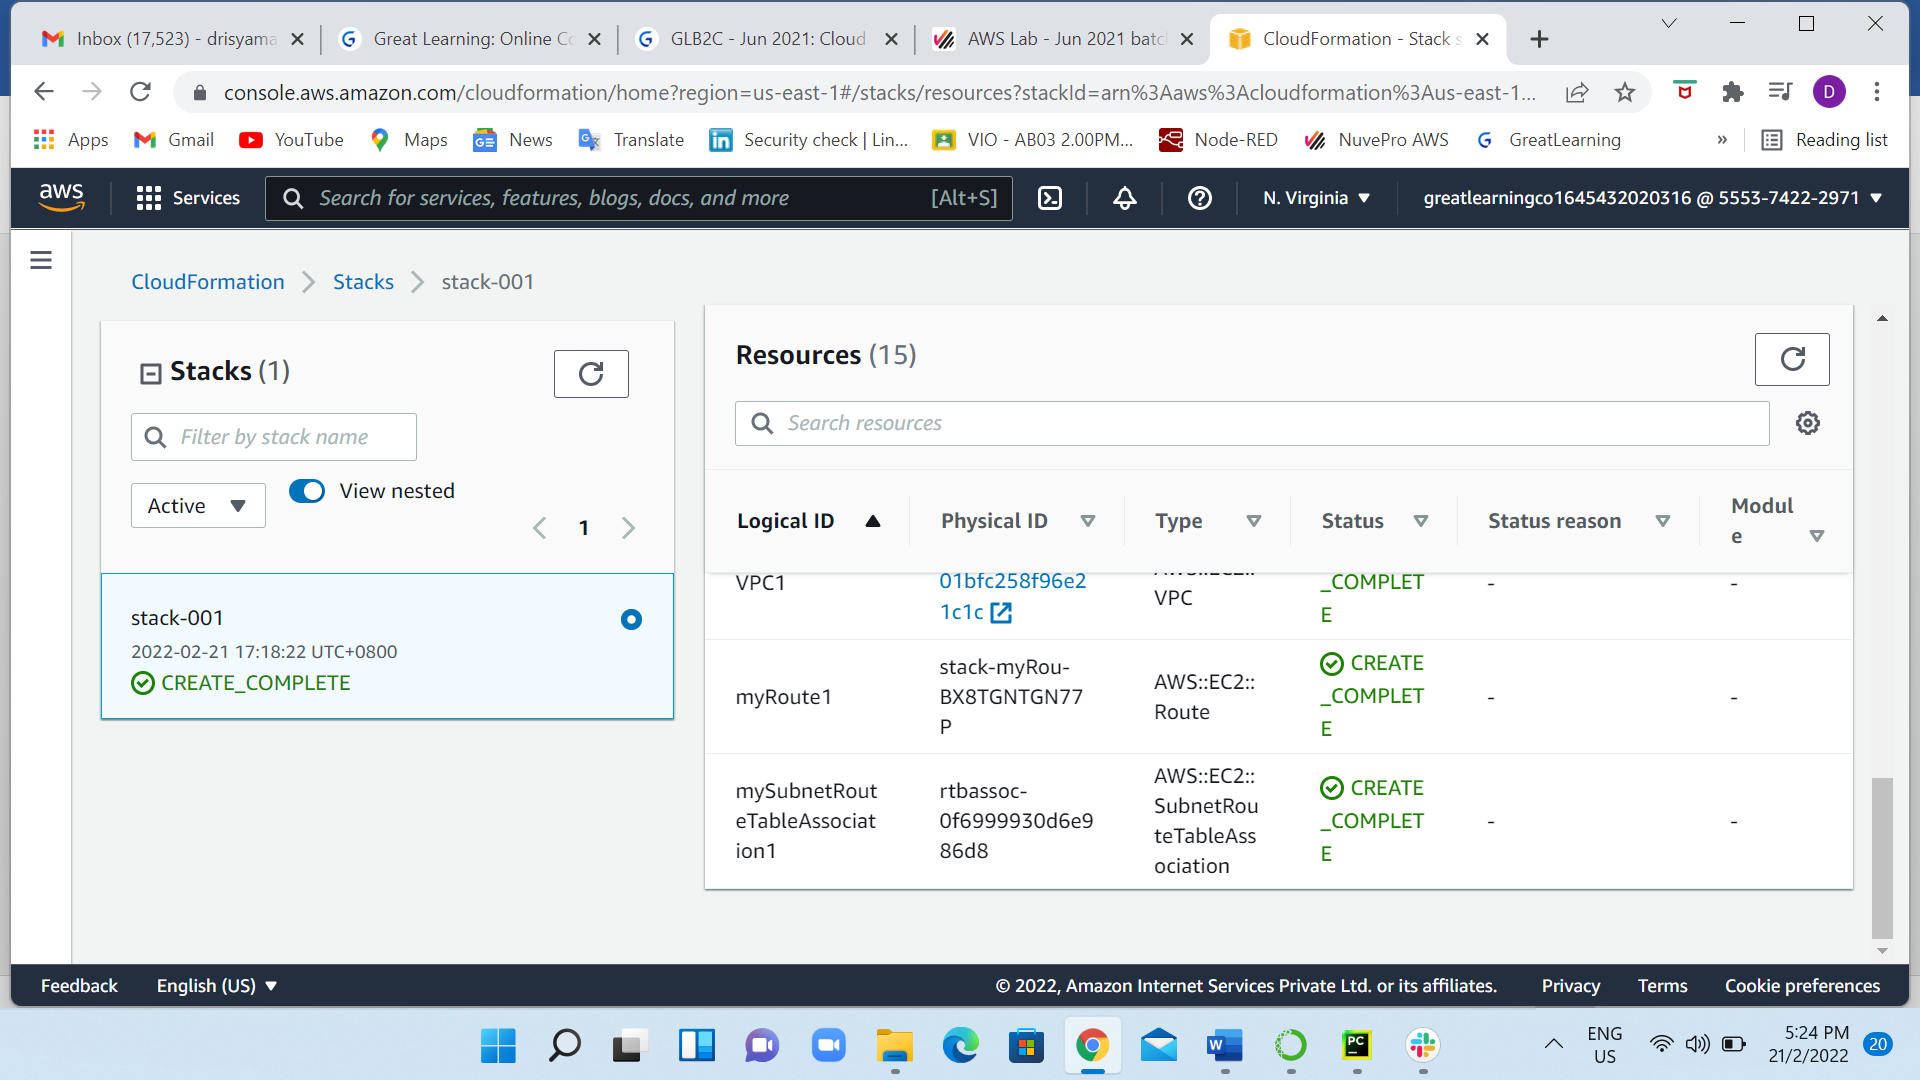 Inbox (17,523) - drisyama
Great Learning: Online Co
GLB2C - Jun 2021: Cloud
AWS Lab - Jun 2021 batch
CloudFormation - Stack s
console.aws.amazon.com/cloudformation/home?region=us-east-1#/stacks/resources?stackId=arn%3Aaws%3Acloudformation%3Aus-east-1...
D
Apps
Gmail
YouTube
Maps
News
Translate
Security check | Lin...
VIO - AB03 2.00PM...
Node-RED
NuvePro AWS
GreatLearning
»
Reading list
aws
Services
Search for services, features, blogs, docs, and more
[Alt+S]
N. Virginia
greatlearningco1645432020316 @ 5553-7422-2971
CloudFormation
Stacks
stack-001
Stacks (1)
Filter by stack name
Active
View nested
1
stack-001
2022-02-21 17:18:22 UTC+0800
CREATE_COMPLETE
Resources (15)
Search resources
Logical ID
Physical ID
Type
Status
Status reason
Modul
e
VPC1
01bfc258f96e2
1c1c
VPC
_COMPLET
E
-
-
myRoute1
stack-myRou-
BX8TGNTGN77
P
AWS::EC2::
Route
CREATE
_COMPLET
E
-
-
mySubnetRout
eTableAssociat
ion1
rtbassoc-
0f6999930d6e9
86d8
AWS::EC2::
SubnetRou
teTableAss
ociation
CREATE
_COMPLET
E
-
-
Feedback
English (US)
© 2022, Amazon Internet Services Private Ltd. or its affiliates.
Privacy
Terms
Cookie preferences
W
PC
ENG
US
5:24 PM
21/2/2022
20